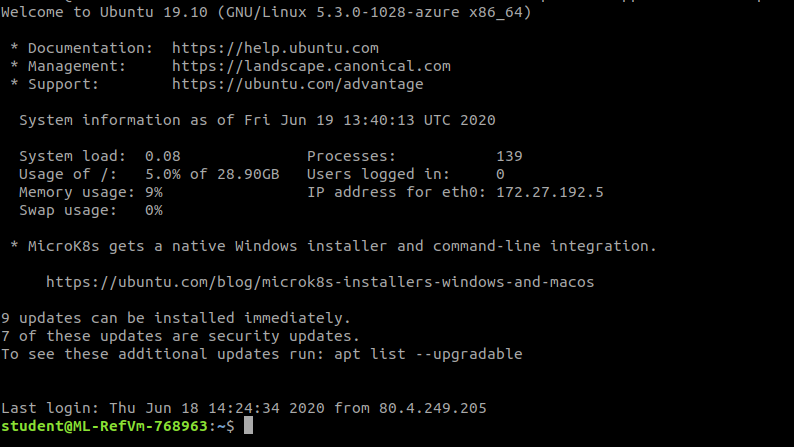 Welcome to Ubuntu 19.10 (GNU/Linux 5.3.0-1028-azure x86_64)
* Documentation:  https://help.ubuntu.com
* Management:     https://landscape.canonical.com
* Support:        https://ubuntu.com/advantage
System information as of Fri Jun 19 13:40:13 UTC 2020
System load:  0.08              Processes:           139
Usage of /:   5.0% of 28.90GB   Users logged in:     0
Memory usage: 9%                IP address for eth0: 172.27.192.5
Swap usage:   0%
* MicroK8s gets a native Windows installer and command-line integration.
https://ubuntu.com/blog/microk8s-installers-windows-and-macos
9 updates can be installed immediately.
7 of these updates are security updates.
To see these additional updates run: apt list --upgradable
Last login: Thu Jun 18 14:24:34 2020 from 80.4.249.205
student@ML-RefVm-768963:~$